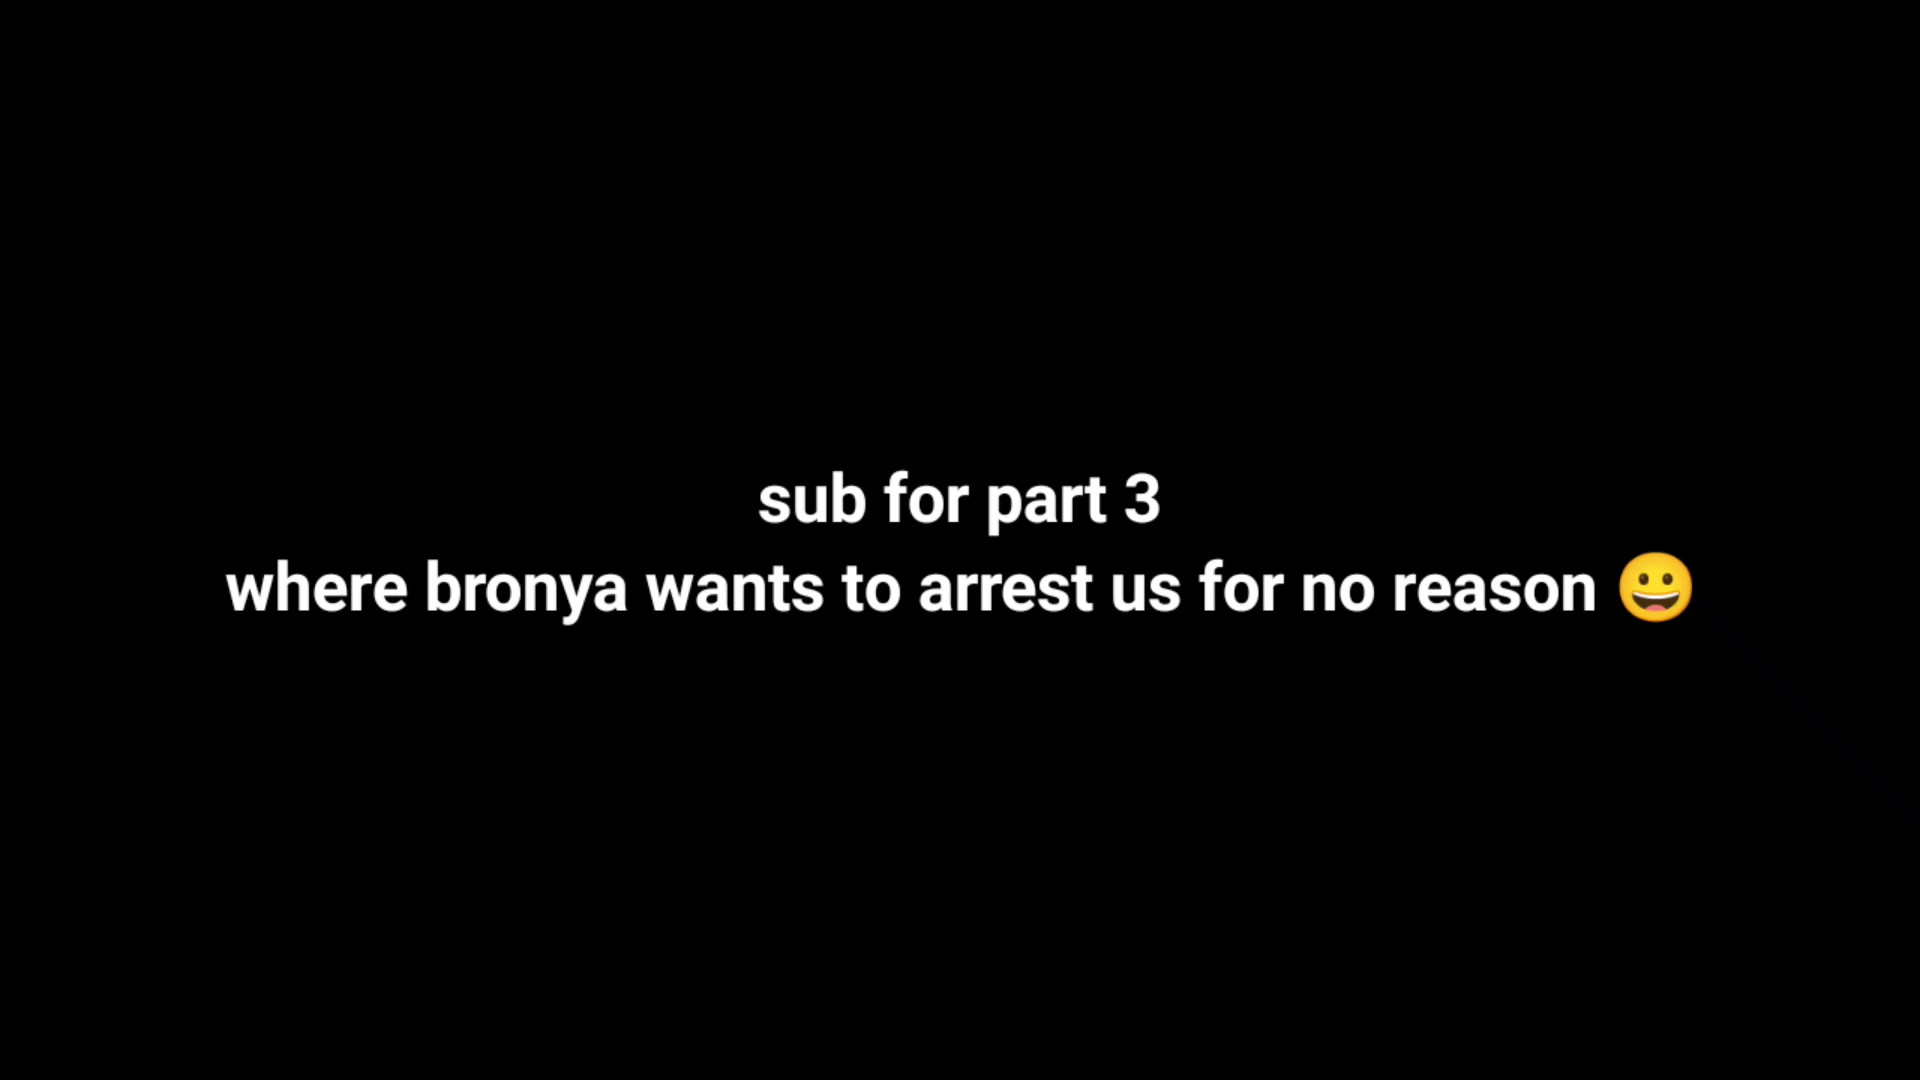 sub for part 3
where bronya wants to arrest us for no reason 😀